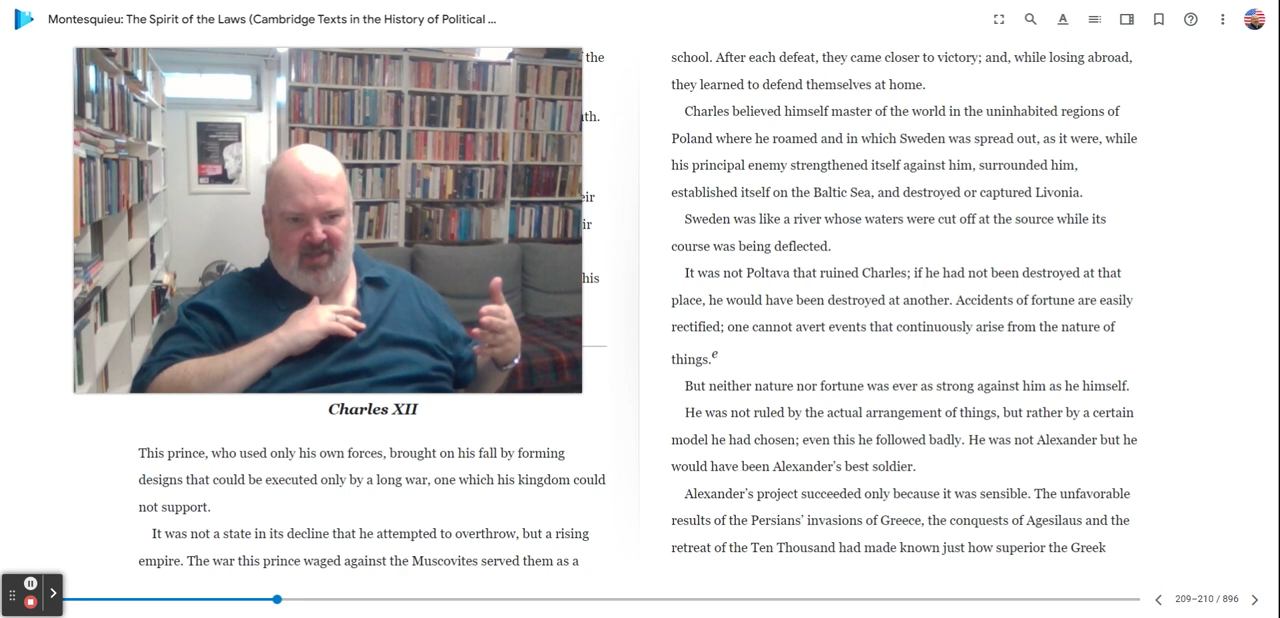 Montesquieu: The Spirit of the Laws (Cambridge Texts in the History of Political ...
the
th.
eir
ir
his
Charles XII
This prince, who used only his own forces, brought on his fall by forming
designs that could be executed only by a long war, one which his kingdom could
not support.
It was not a state in its decline that he attempted to overthrow, but a rising
empire. The war this prince waged against the Muscovites served them as a
school. After each defeat, they came closer to victory; and, while losing abroad,
they learned to defend themselves at home.
Charles believed himself master of the world in the uninhabited regions of
Poland where he roamed and in which Sweden was spread out, as it were, while
his principal enemy strengthened itself against him, surrounded him,
established itself on the Baltic Sea, and destroyed or captured Livonia.
Sweden was like a river whose waters were cut off at the source while its
course was being deflected.
It was not Poltava that ruined Charles; if he had not been destroyed at that
place, he would have been destroyed at another. Accidents of fortune are easily
rectified; one cannot avert events that continuously arise from the nature of
things.e
But neither nature nor fortune was ever as strong against him as he himself.
He was not ruled by the actual arrangement of things, but rather by a certain
model he had chosen; even this he followed badly. He was not Alexander but he
would have been Alexander's best soldier.
Alexander's project succeeded only because it was sensible. The unfavorable
results of the Persians' invasions of Greece, the conquests of Agesilaus and the
retreat of the Ten Thousand had made known just how superior the Greek
209–210 / 896